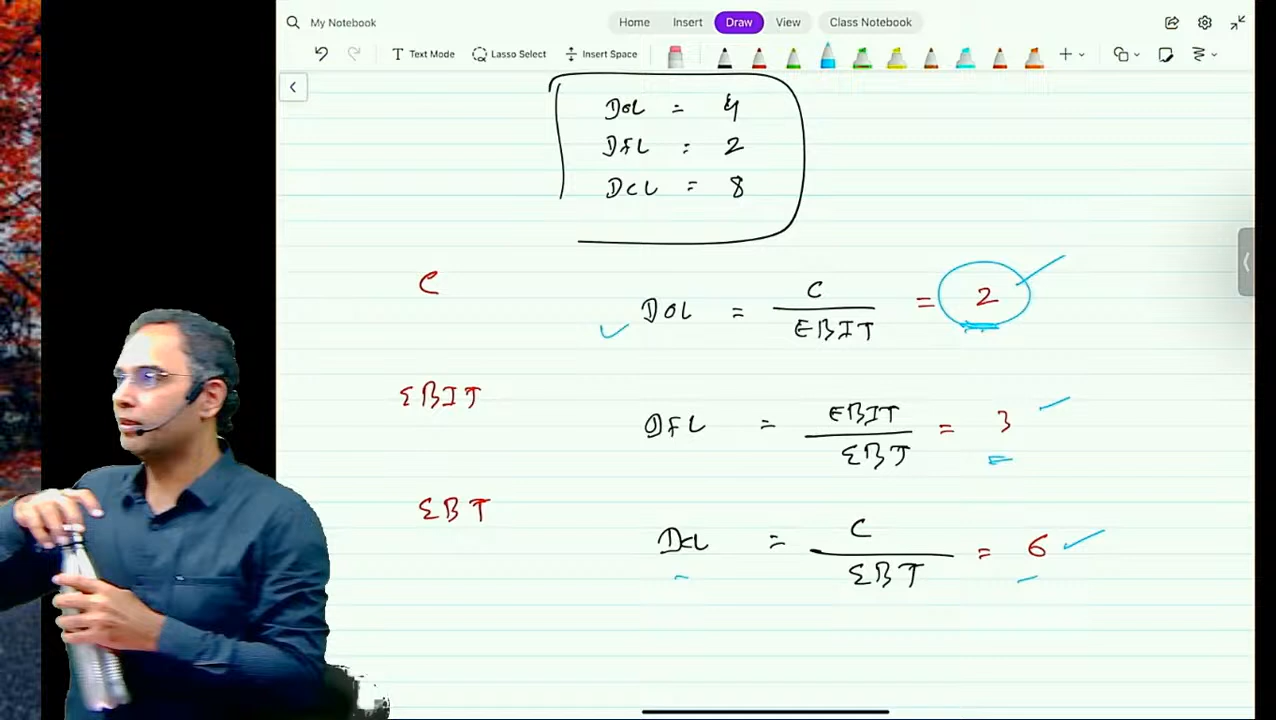 My Notebook
Home Insert Draw View Class Notebook
Text Mode Lasso Select Insert Space
DOL = 4
DFL = 2
DCL = 8
C
DOL = C / EBIT = 2
EBIT
DFL = EBIT / EBT = 3
EBT
DCL = C / EBT = 6